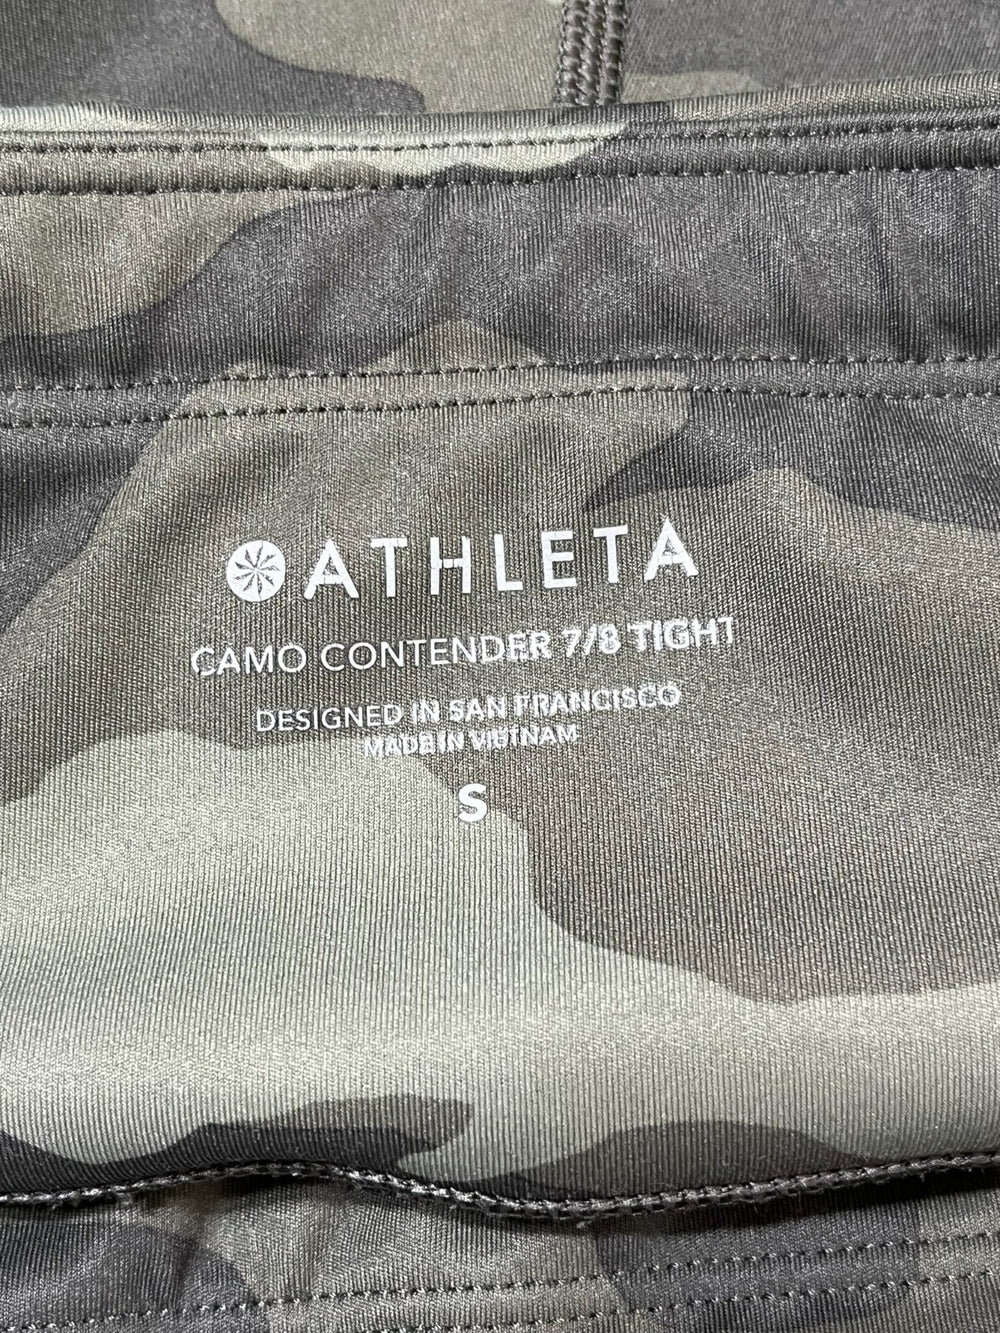 ATHLETA
CAMO CONTENDER 7/8 TIGHT
DESIGNED IN SAN FRANCISCO
MADE IN VIETNAM
S